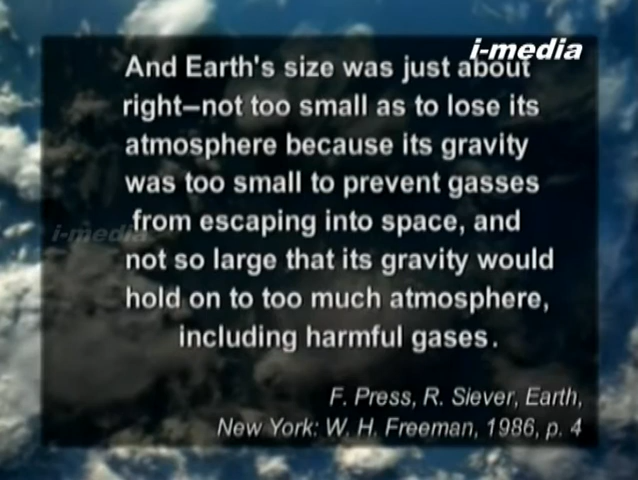 i-media
And Earth's size was just about
right–not too small as to lose its
atmosphere because its gravity
was too small to prevent gasses
from escaping into space, and
i-media
not so large that its gravity would
hold on to too much atmosphere,
including harmful gases.
F. Press, R. Siever, Earth,
New York: W. H. Freeman, 1986, p. 4